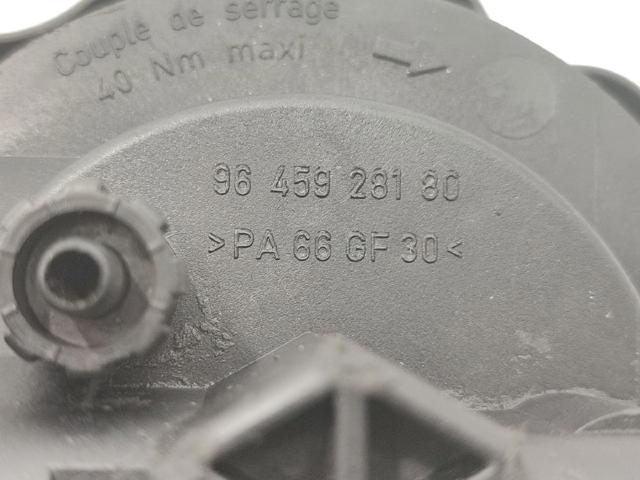 Couple de serrage
40 Nm maxi
96 459 281 80
>PA 66 GF 30<